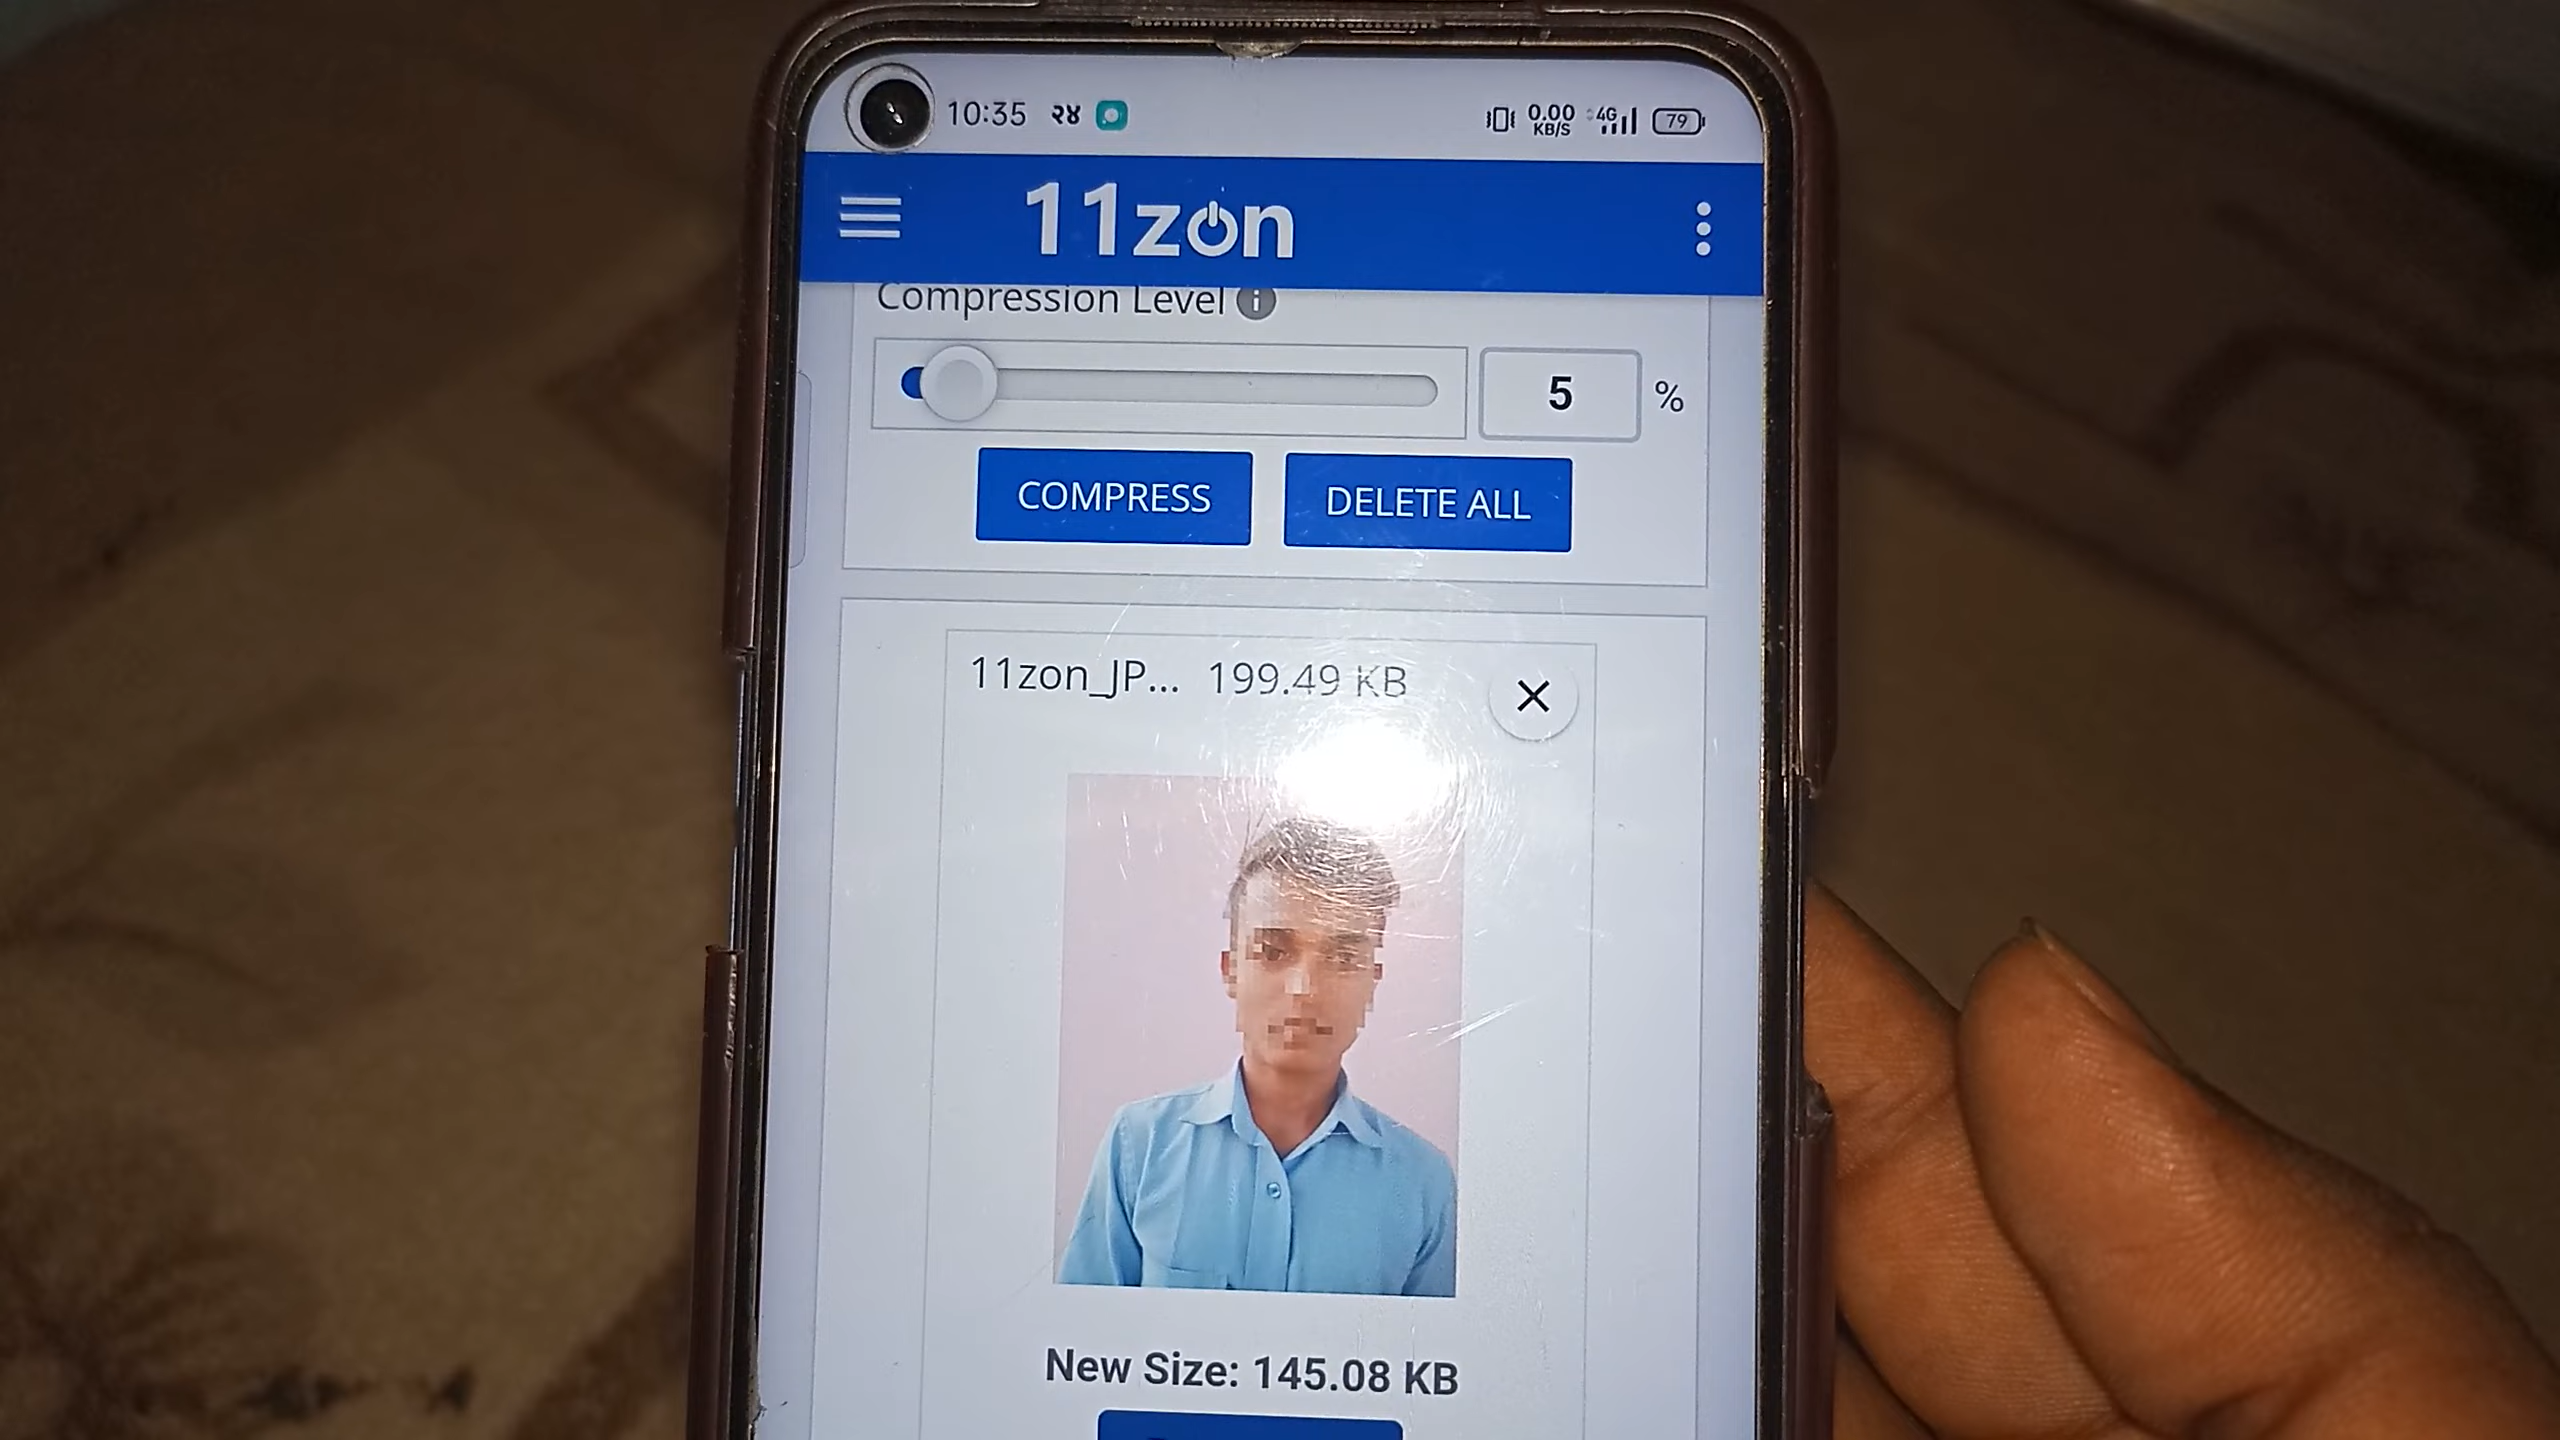 10:35 २४ 0.00 KB/S 4G 79
11zon
Compression Level i
5 %
COMPRESS DELETE ALL
11zon_JP... 199.49 KB
New Size: 145.08 KB